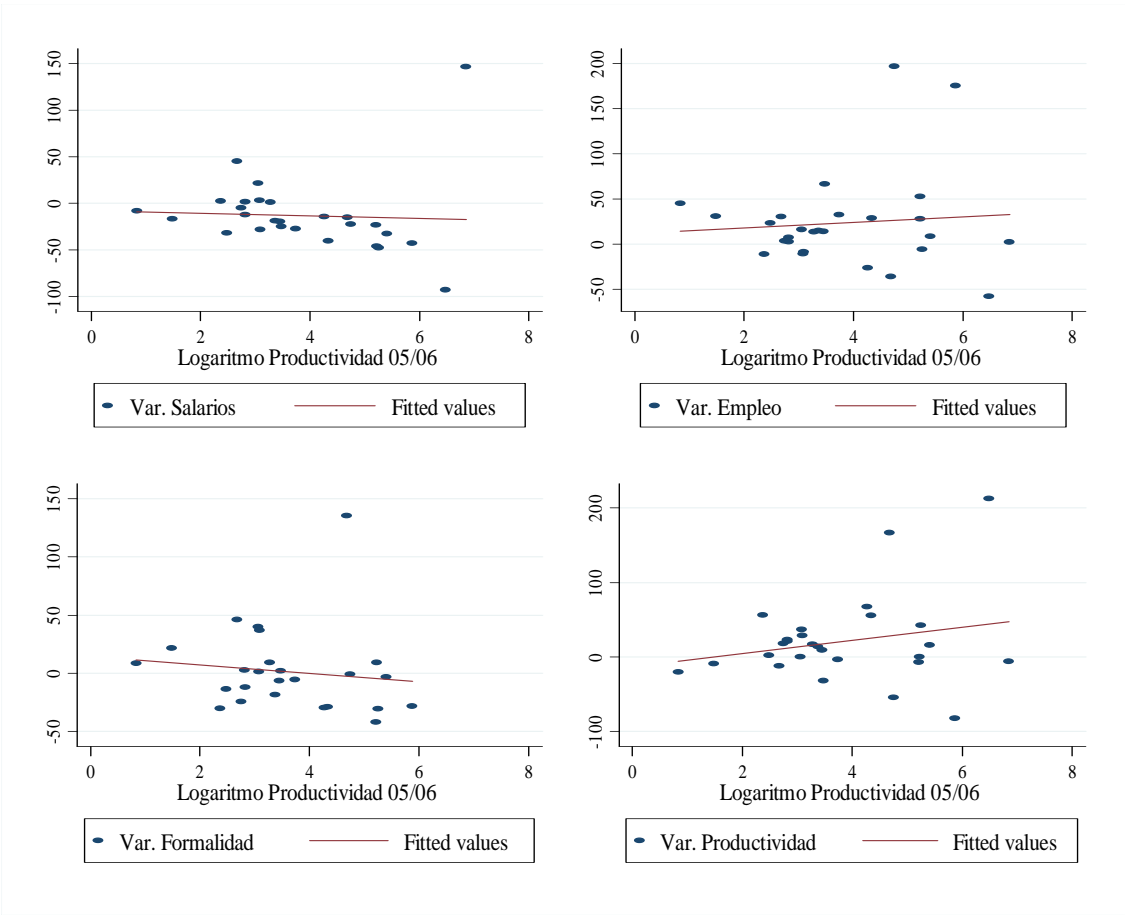 150
100
50
0
-50
-100
0 2 4 6 8
Logaritmo Productividad 05/06
Var. Salarios Fitted values
200
150
100
50
0
-50
0 2 4 6 8
Logaritmo Productividad 05/06
Var. Empleo Fitted values
150
100
50
0
-50
0 2 4 6 8
Logaritmo Productividad 05/06
Var. Formalidad Fitted values
200
100
0
-100
0 2 4 6 8
Logaritmo Productividad 05/06
Var. Productividad Fitted values